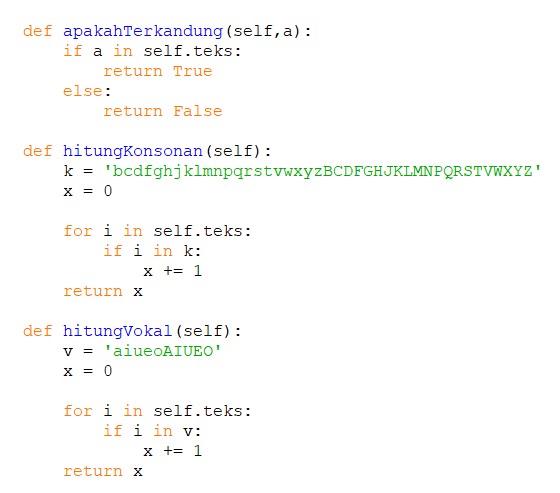 def apakahTerkandung(self,a):
    if a in self.teks:
        return True
    else:
        return False

def hitungKonsonan(self):
    k = 'bcdfghjklmnpqrstvwxyzBCDFGHJKLMNPQRSTVWXYZ'
    x = 0

    for i in self.teks:
        if i in k:
            x += 1
    return x

def hitungVokal(self):
    v = 'aiueoAIUEO'
    x = 0

    for i in self.teks:
        if i in v:
            x += 1
    return x